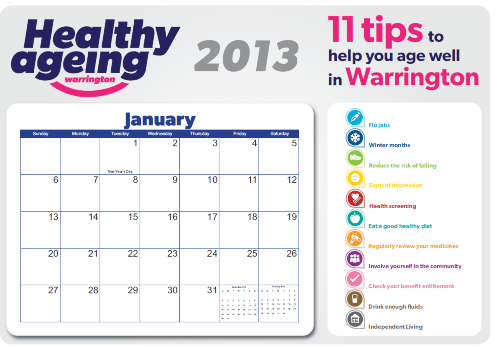 Healthy
ageing
warrington
2013
11 tips to
help you age well
in Warrington
January
Sunday Monday Tuesday Wednesday Thursday Friday Saturday
1 2 3 4 5
New Year's Day
6 7 8 9 10 11 12
13 14 15 16 17 18 19
20 21 22 23 24 25 26
27 28 29 30 31
Flu jabs
Winter months
Reduce the risk of falling
Signs of depression
Health screening
Eat a good healthy diet
Regularly review your medicines
Involve yourself in the community
Check your benefit entitlement
Drink enough fluids
Independent Living